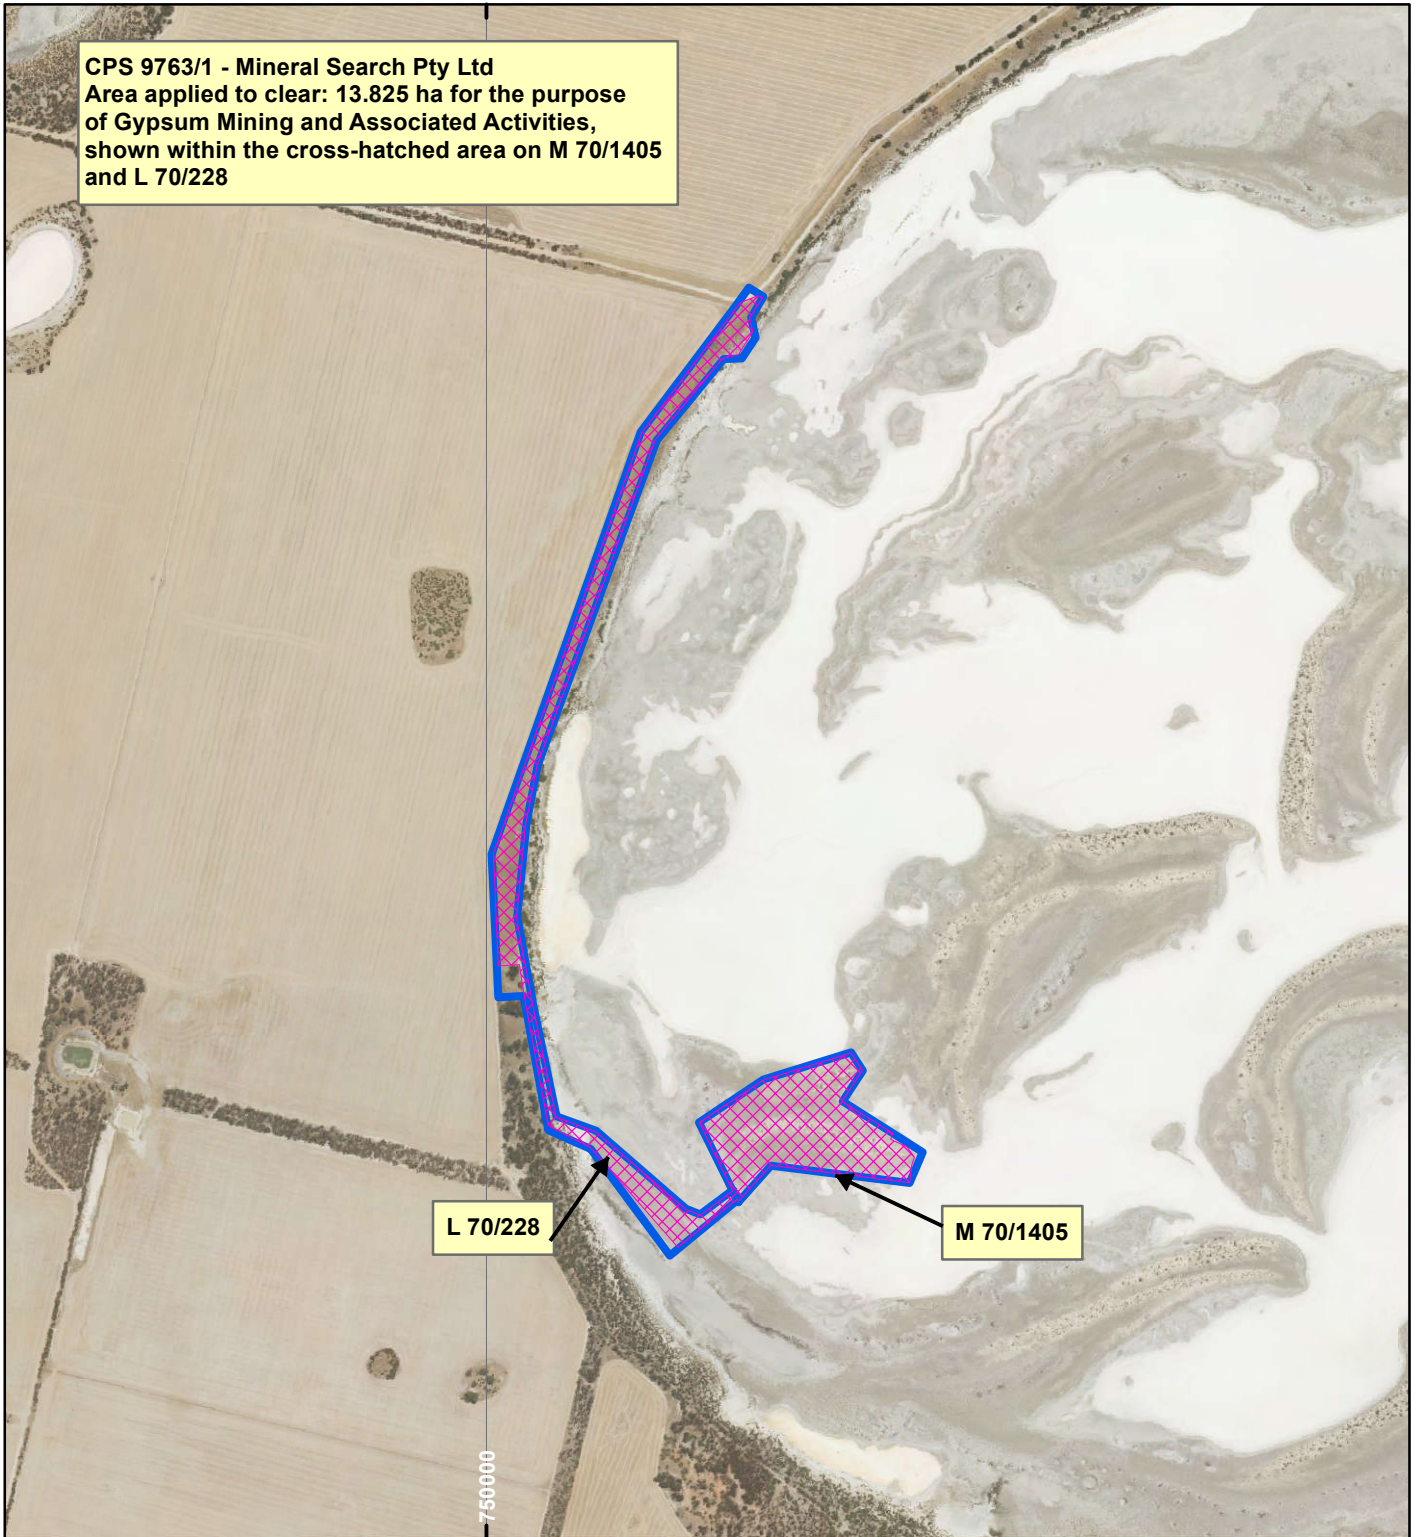 CPS 9763/1 - Mineral Search Pty Ltd
Area applied to clear: 13.825 ha for the purpose
of Gypsum Mining and Associated Activities,
shown within the cross-hatched area on M 70/1405
and L 70/228
L 70/228
M 70/1405
750000